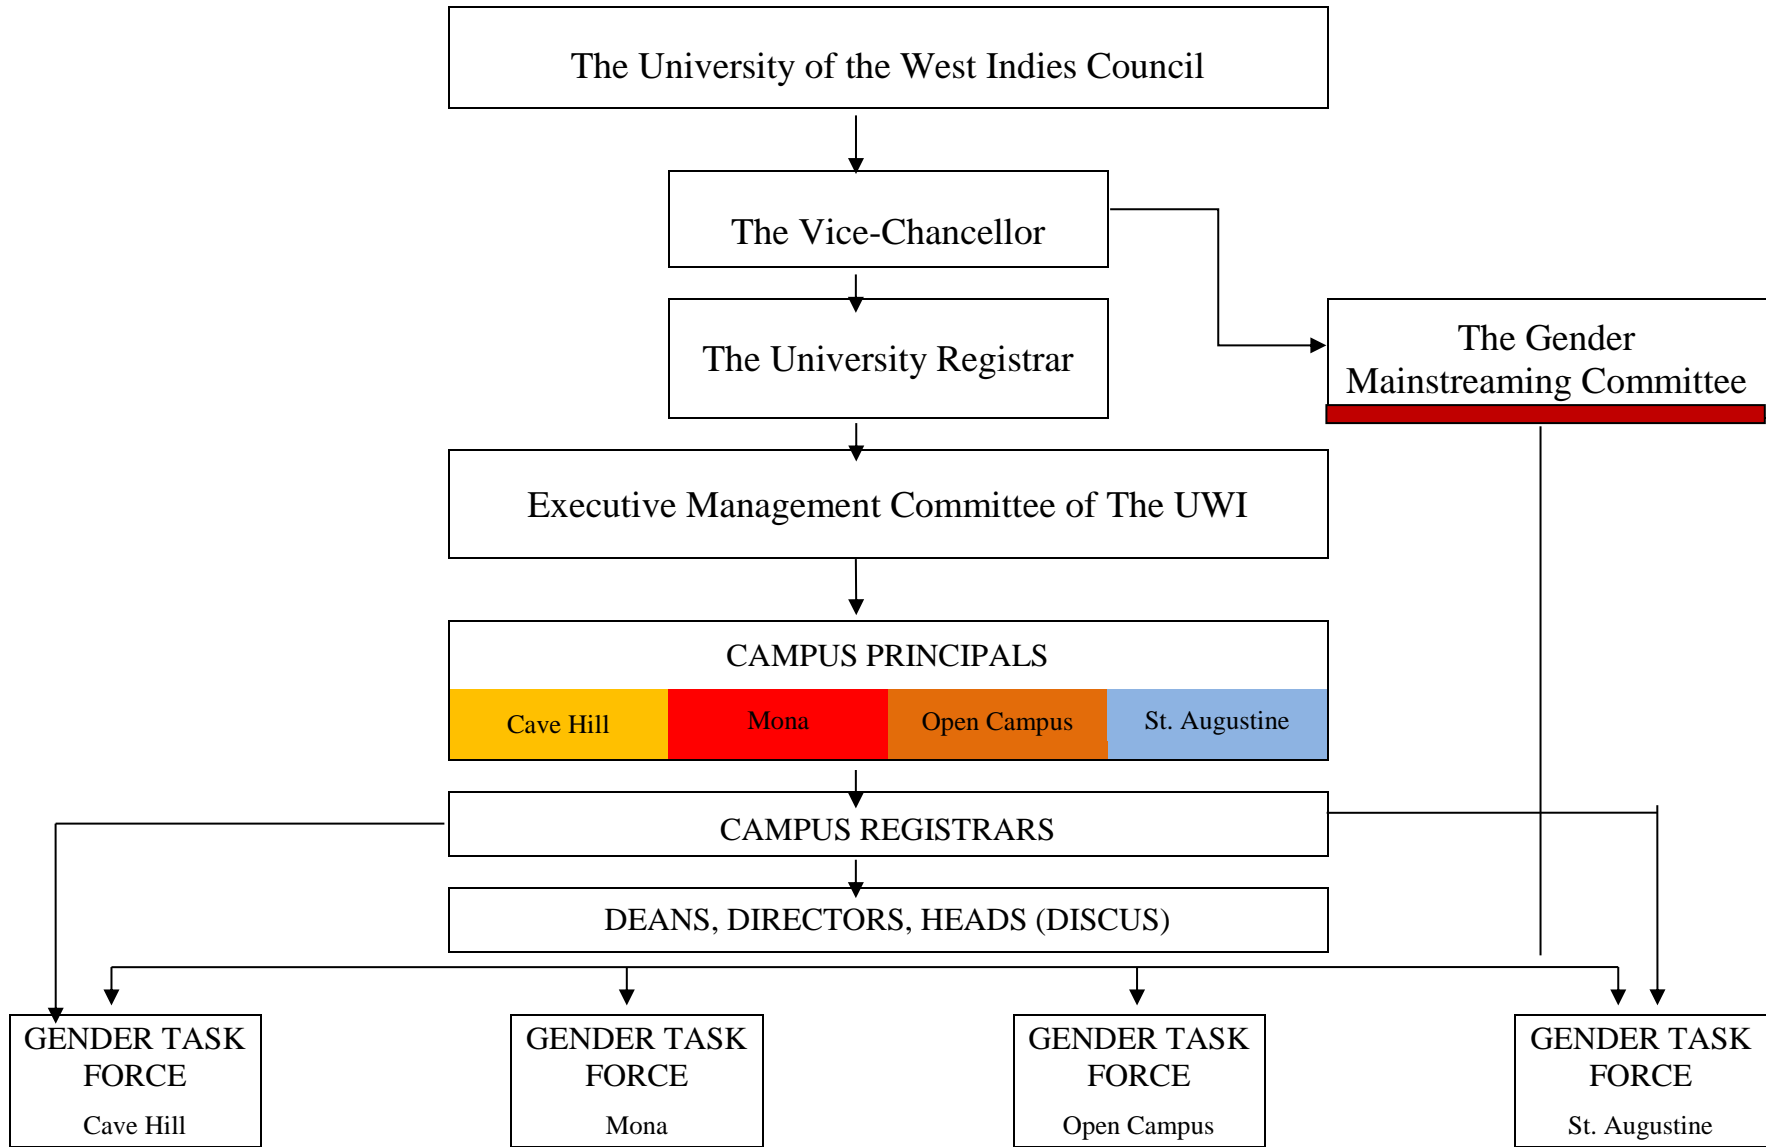 The University of the West Indies Council
The Vice-Chancellor
The University Registrar
The Gender
Mainstreaming Committee
Executive Management Committee of The UWI
CAMPUS PRINCIPALS
Cave Hill
Mona
Open Campus
St. Augustine
CAMPUS REGISTRARS
DEANS, DIRECTORS, HEADS (DISCUS)
GENDER TASK
FORCE
Cave Hill
GENDER TASK
FORCE
Mona
GENDER TASK
FORCE
Open Campus
GENDER TASK
FORCE
St. Augustine